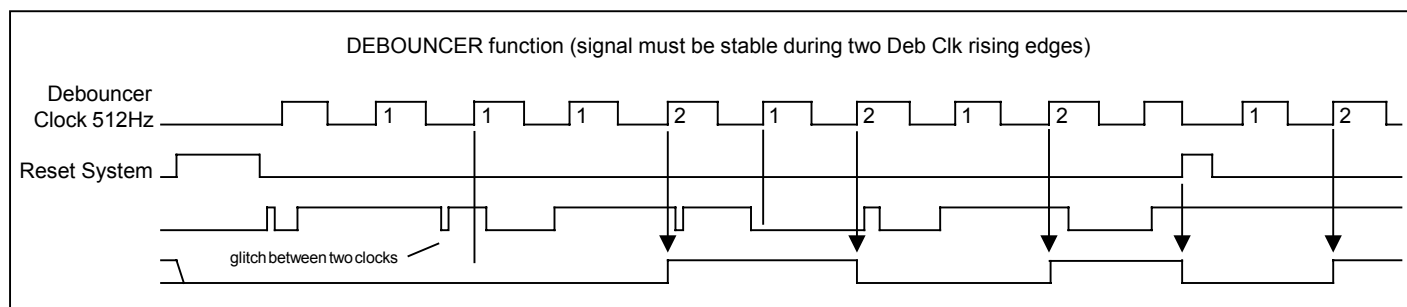 DEBOUNCER function (signal must be stable during two Deb Clk rising edges)
Debouncer
Clock 512Hz
1 1 1 2 1 2 1 2 1 2
Reset System
glitch between two clocks